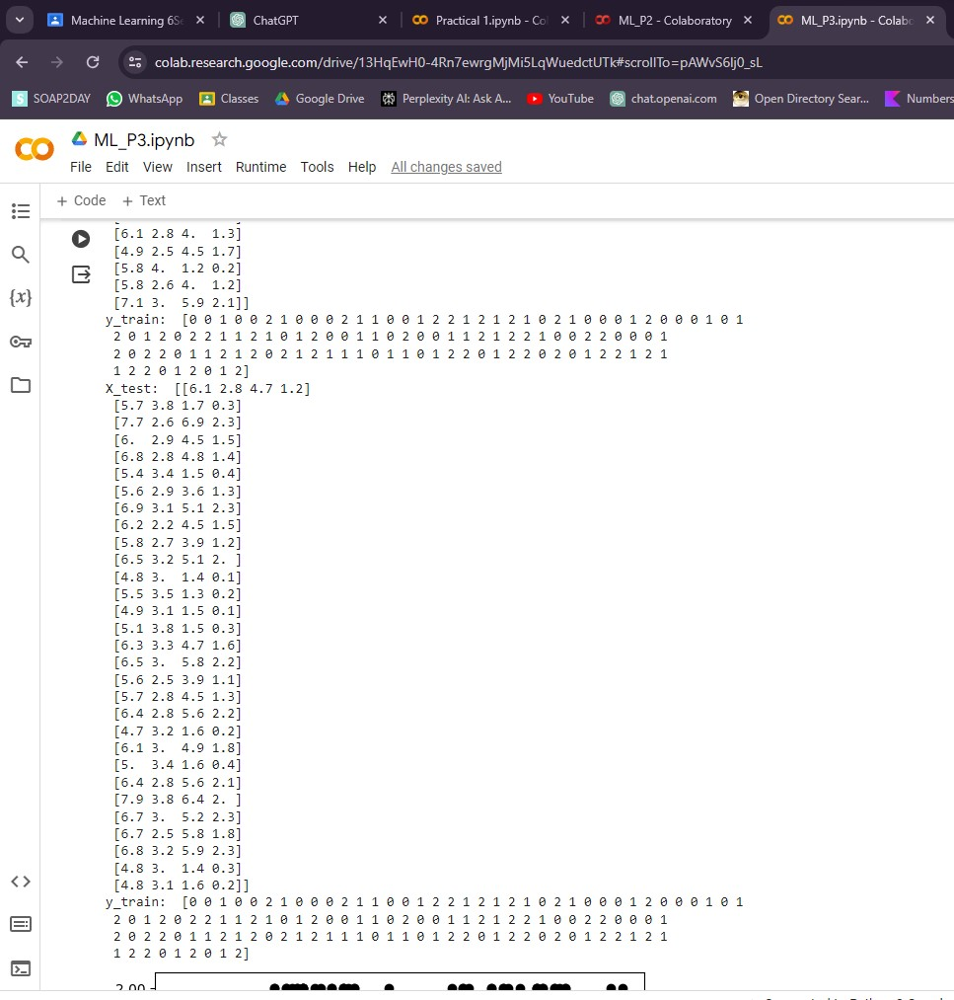 Machine Learning 6Se
ChatGPT
Practical 1.ipynb - Co
ML_P2 - Colaboratory
ML_P3.ipynb - Colabo
colab.research.google.com/drive/13HqEwH0-4Rn7ewrgMjMi5LqWuedctUTk#scrollTo=pAWvS6Ij0_sL
S SOAP2DAY
WhatsApp
Classes
Google Drive
Perplexity AI: Ask A...
YouTube
chat.openai.com
Open Directory Sear...
Numbers
ML_P3.ipynb
File Edit View Insert Runtime Tools Help All changes saved
+ Code + Text
{x}
[6.1 2.8 4.  1.3]
[4.9 2.5 4.5 1.7]
[5.8 4.  1.2 0.2]
[5.8 2.6 4.  1.2]
[7.1 3.  5.9 2.1]]
y_train:  [0 0 1 0 0 2 1 0 0 0 2 1 1 0 0 1 2 2 1 2 1 2 1 0 2 1 0 0 0 1 2 0 0 0 1 0 1
2 0 1 2 0 2 2 1 1 2 1 0 1 2 0 0 1 1 0 2 0 0 1 1 2 1 2 2 1 0 0 2 2 0 0 0 1
2 0 2 2 0 1 1 2 1 2 0 2 1 2 1 1 1 0 1 1 0 1 2 2 0 1 2 2 0 2 0 1 2 2 1 2 1
1 2 2 0 1 2 0 1 2]
X_test:  [[6.1 2.8 4.7 1.2]
[5.7 3.8 1.7 0.3]
[7.7 2.6 6.9 2.3]
[6.  2.9 4.5 1.5]
[6.8 2.8 4.8 1.4]
[5.4 3.4 1.5 0.4]
[5.6 2.9 3.6 1.3]
[6.9 3.1 5.1 2.3]
[6.2 2.2 4.5 1.5]
[5.8 2.7 3.9 1.2]
[6.5 3.2 5.1 2. ]
[4.8 3.  1.4 0.1]
[5.5 3.5 1.3 0.2]
[4.9 3.1 1.5 0.1]
[5.1 3.8 1.5 0.3]
[6.3 3.3 4.7 1.6]
[6.5 3.  5.8 2.2]
[5.6 2.5 3.9 1.1]
[5.7 2.8 4.5 1.3]
[6.4 2.8 5.6 2.2]
[4.7 3.2 1.6 0.2]
[6.1 3.  4.9 1.8]
[5.  3.4 1.6 0.4]
[6.4 2.8 5.6 2.1]
[7.9 3.8 6.4 2. ]
[6.7 3.  5.2 2.3]
[6.7 2.5 5.8 1.8]
[6.8 3.2 5.9 2.3]
[4.8 3.  1.4 0.3]
[4.8 3.1 1.6 0.2]]
y_train:  [0 0 1 0 0 2 1 0 0 0 2 1 1 0 0 1 2 2 1 2 1 2 1 0 2 1 0 0 0 1 2 0 0 0 1 0 1
2 0 1 2 0 2 2 1 1 2 1 0 1 2 0 0 1 1 0 2 0 0 1 1 2 1 2 2 1 0 0 2 2 0 0 0 1
2 0 2 2 0 1 1 2 1 2 0 2 1 2 1 1 1 0 1 1 0 1 2 2 0 1 2 2 0 2 0 1 2 2 1 2 1
1 2 2 0 1 2 0 1 2]
2.00